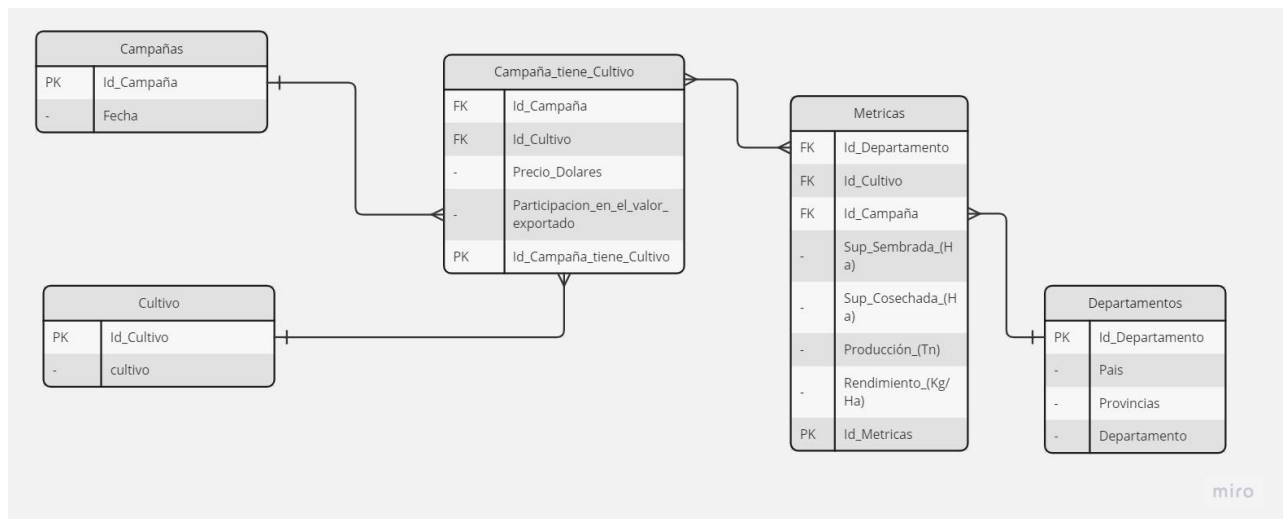 Campañas
PK Id_Campaña
- Fecha
Campaña_tiene_Cultivo
FK Id_Campaña
FK Id_Cultivo
- Precio_Dolares
- Participacion_en_el_valor_
exportado
PK Id_Campaña_tiene_Cultivo
Cultivo
PK Id_Cultivo
- cultivo
Metricas
FK Id_Departamento
FK Id_Cultivo
FK Id_Campaña
- Sup_Sembrada_(H
a)
- Sup_Cosechada_(H
a)
- Producción_(Tn)
- Rendimiento_(Kg/
Ha)
PK Id_Metricas
Departamentos
PK Id_Departamento
- Pais
- Provincias
- Departamento
miro